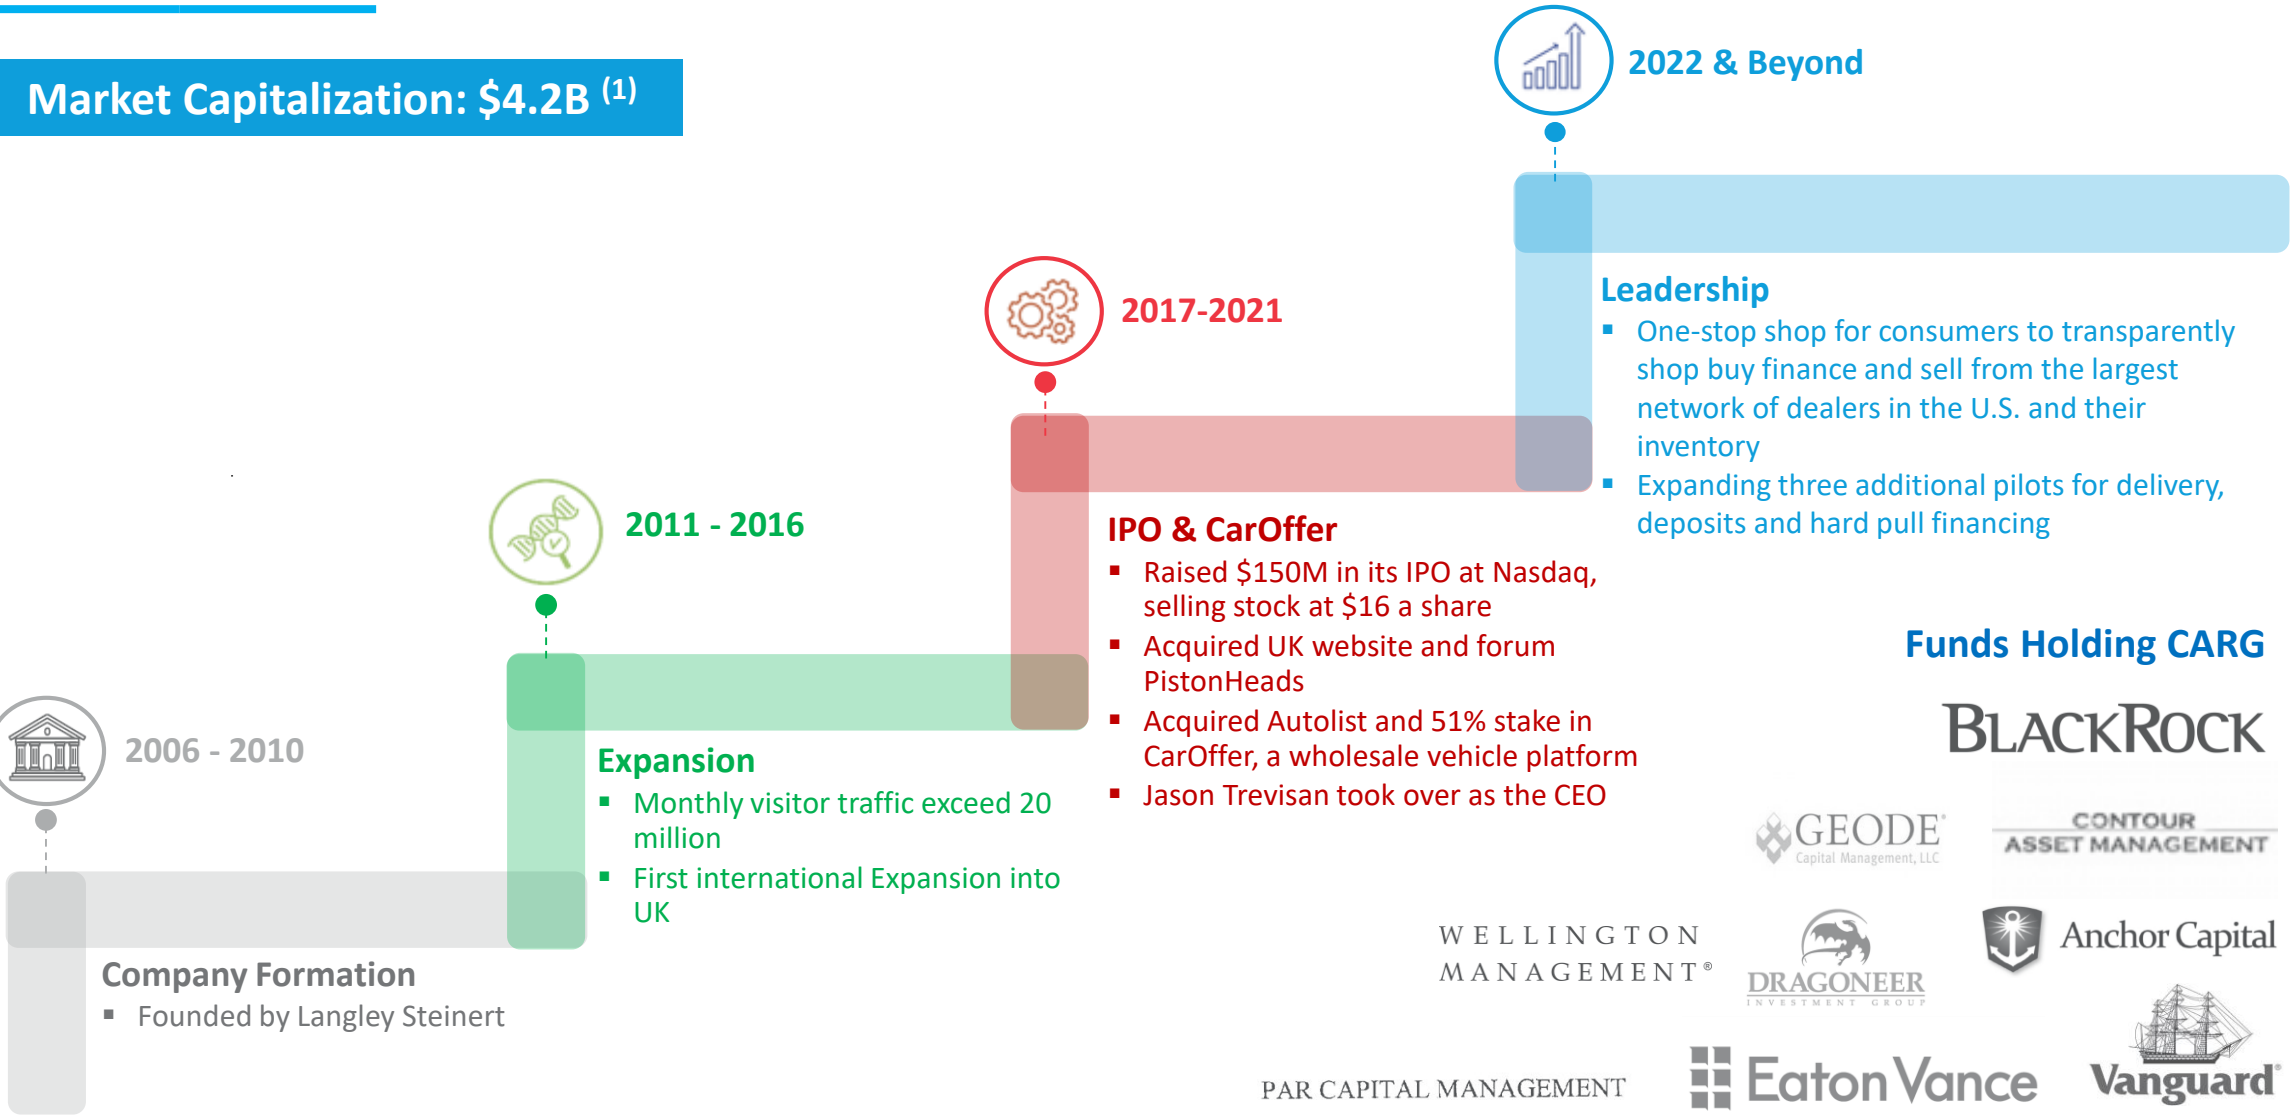 Market Capitalization: $4.2B (1)
2022 & Beyond
Leadership
▪ One-stop shop for consumers to transparently
shop buy finance and sell from the largest
network of dealers in the U.S. and their
inventory
▪ Expanding three additional pilots for delivery,
deposits and hard pull financing
2017-2021
IPO & CarOffer
▪ Raised $150M in its IPO at Nasdaq,
selling stock at $16 a share
▪ Acquired UK website and forum
PistonHeads
▪ Acquired Autolist and 51% stake in
CarOffer, a wholesale vehicle platform
▪ Jason Trevisan took over as the CEO
2011 - 2016
Expansion
▪ Monthly visitor traffic exceed 20
million
▪ First international Expansion into
UK
2006 - 2010
Company Formation
▪ Founded by Langley Steinert
Funds Holding CARG
BLACKROCK
GEODE
Capital Management, LLC
CONTOUR
ASSET MANAGEMENT
WELLINGTON
MANAGEMENT®
DRAGONEER
INVESTMENT GROUP
Anchor Capital
PAR CAPITAL MANAGEMENT
Eaton Vance
Vanguard®